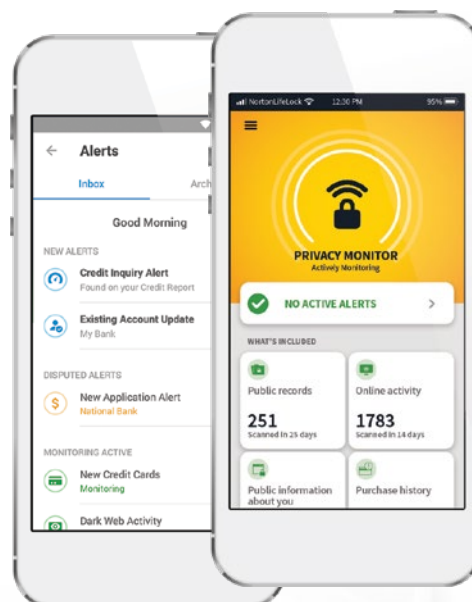 Alerts
Inbox
Arch
Good Morning
NEW ALERTS
Credit Inquiry Alert
Found on your Credit Report
Existing Account Update
My Bank
DISPUTED ALERTS
New Application Alert
National Bank
MONITORING ACTIVE
New Credit Cards
Monitoring
Dark Web Activity
NortonLifeLock 12:00 PM 95%
PRIVACY MONITOR
Actively Monitoring
NO ACTIVE ALERTS
WHAT'S INCLUDED
Public records
251
Scanned in 25 days
Online activity
1783
Scanned in 14 days
Public information
about you
Purchase history